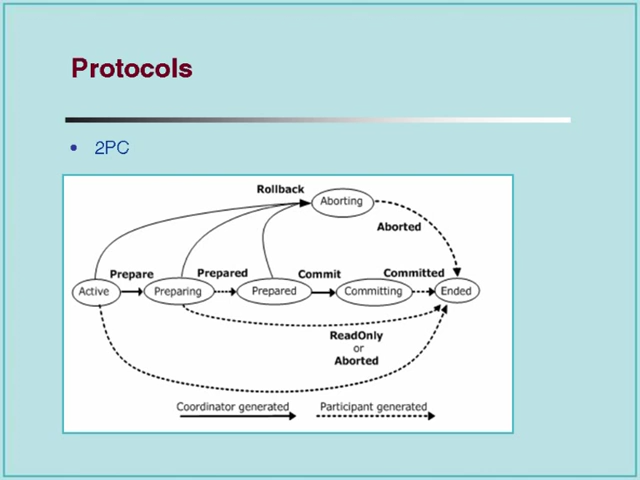 Protocols
• 2PC
Rollback
Aborting
Aborted
Prepare
Prepared
Commit
Committed
Active
Preparing
Prepared
Committing
Ended
ReadOnly
or
Aborted
Coordinator generated
Participant generated